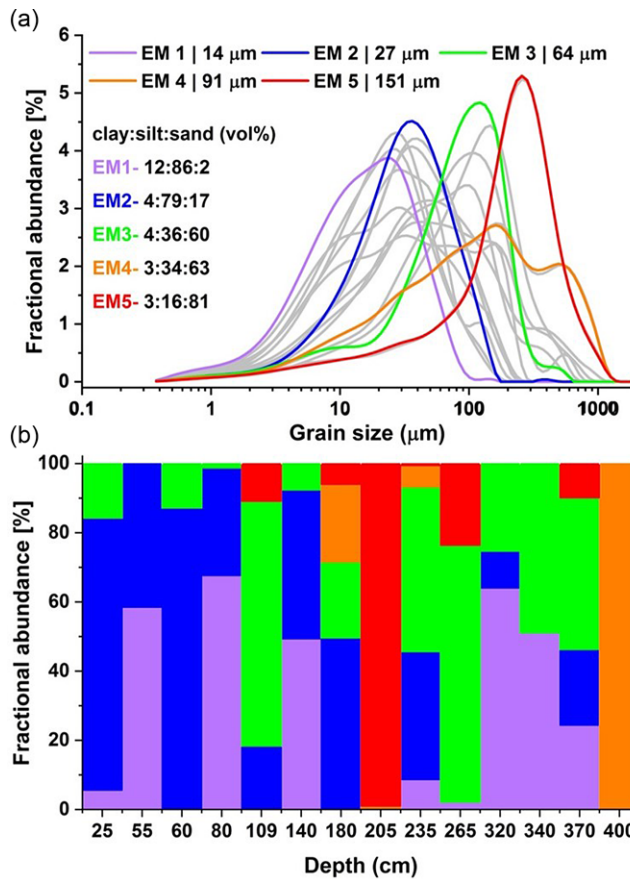 (a)
6
5
4
3
2
1
0
Fractional abundance [%]
EM 1 | 14 μm EM 2 | 27 μm EM 3 | 64 μm
EM 4 | 91 μm EM 5 | 151 μm
clay:silt:sand (vol%)
EM1- 12:86:2
EM2- 4:79:17
EM3- 4:36:60
EM4- 3:34:63
EM5- 3:16:81
0.1 1 10 100 1000
Grain size (μm)
(b)
100
80
60
40
20
0
Fractional abundance [%]
25 55 60 80 109 140 180 205 235 265 320 340 370 400
Depth (cm)